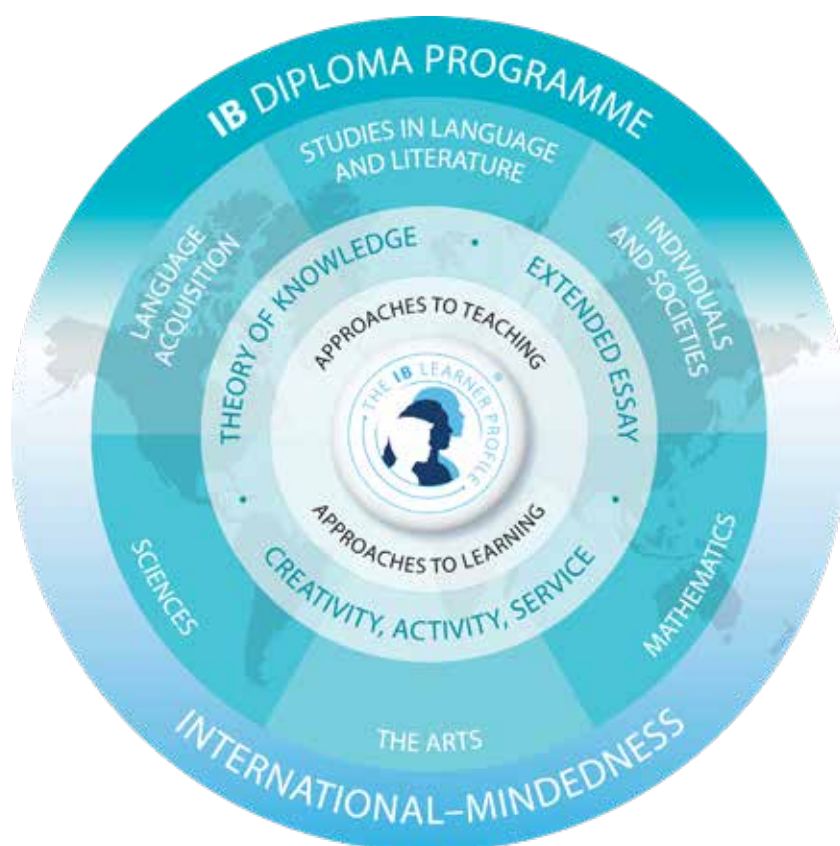 IB DIPLOMA PROGRAMME
STUDIES IN LANGUAGE
AND LITERATURE
LANGUAGE
ACQUISITION
INDIVIDUALS
AND SOCIETIES
THEORY OF KNOWLEDGE
•
EXTENDED ESSAY
APPROACHES TO TEACHING
• THE IB LEARNER PROFILE •
®
APPROACHES TO LEARNING
•
CREATIVITY, ACTIVITY, SERVICE
•
SCIENCES
MATHEMATICS
THE ARTS
INTERNATIONAL–MINDEDNESS